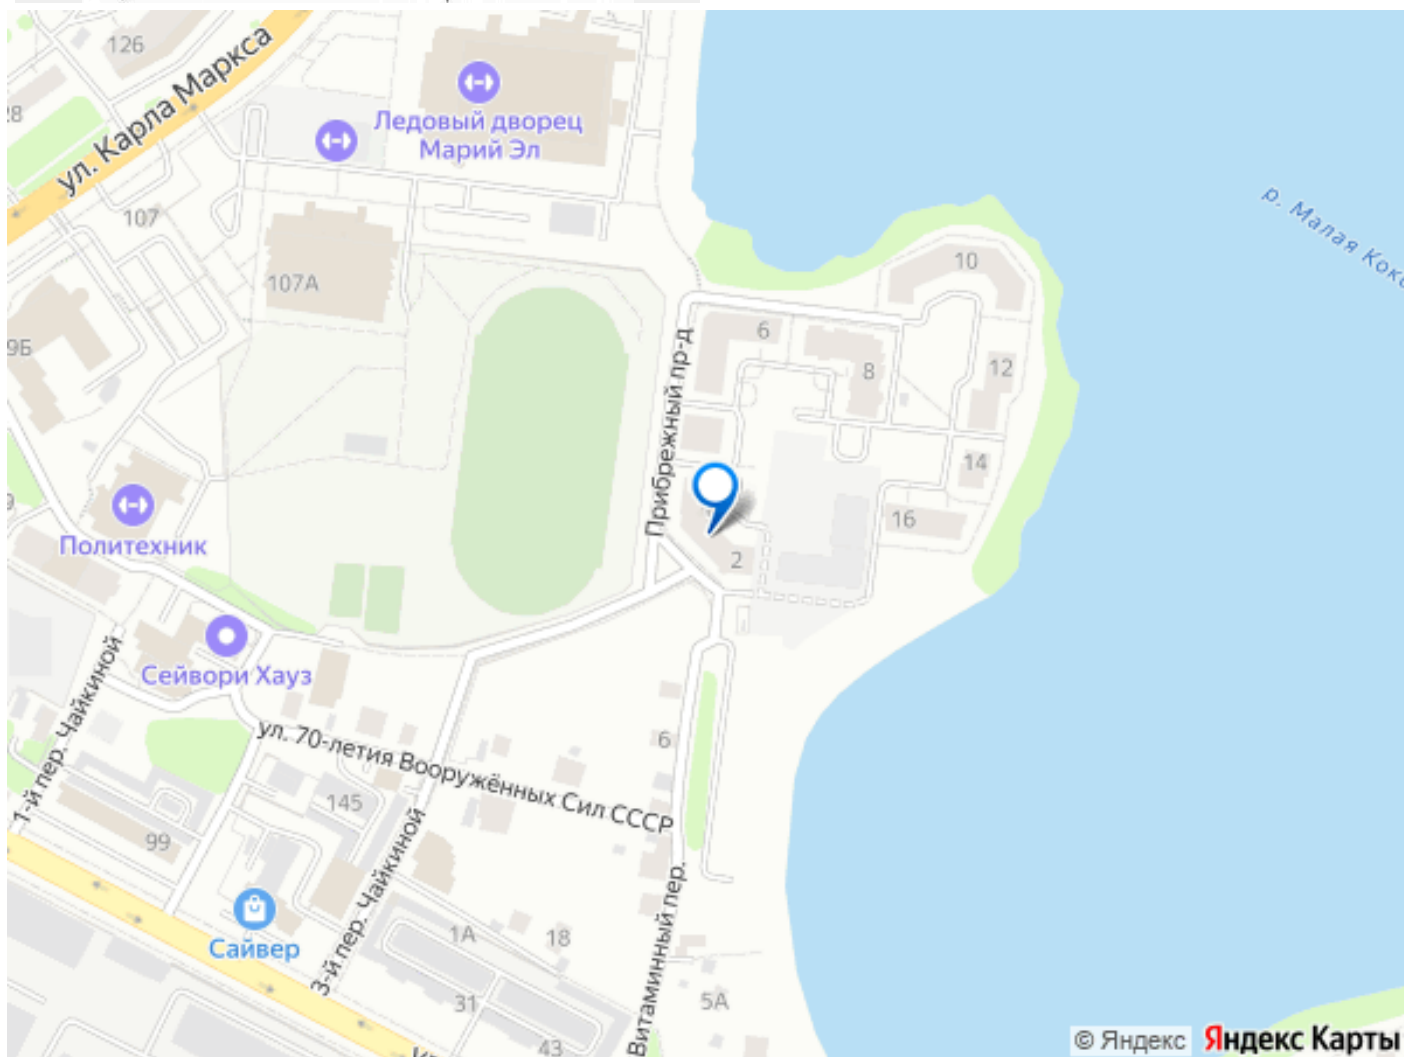 126
28
ул. Карла Маркса
Ледовый дворец
Марий Эл
107
р. Малая Кок
10
107А
6
9Б
8
12
Прибрежный пр-д
14
16
Политехник
2
Сейвори Хауз
1-й пер. Чайкиной
ул. 70-летия Вооружённых Сил СССР
6
145
99
3-й пер. Чайкиной
Сайвер
Витаминный пер.
1А
18
31
5А
43
© Яндекс Яндекс Карты